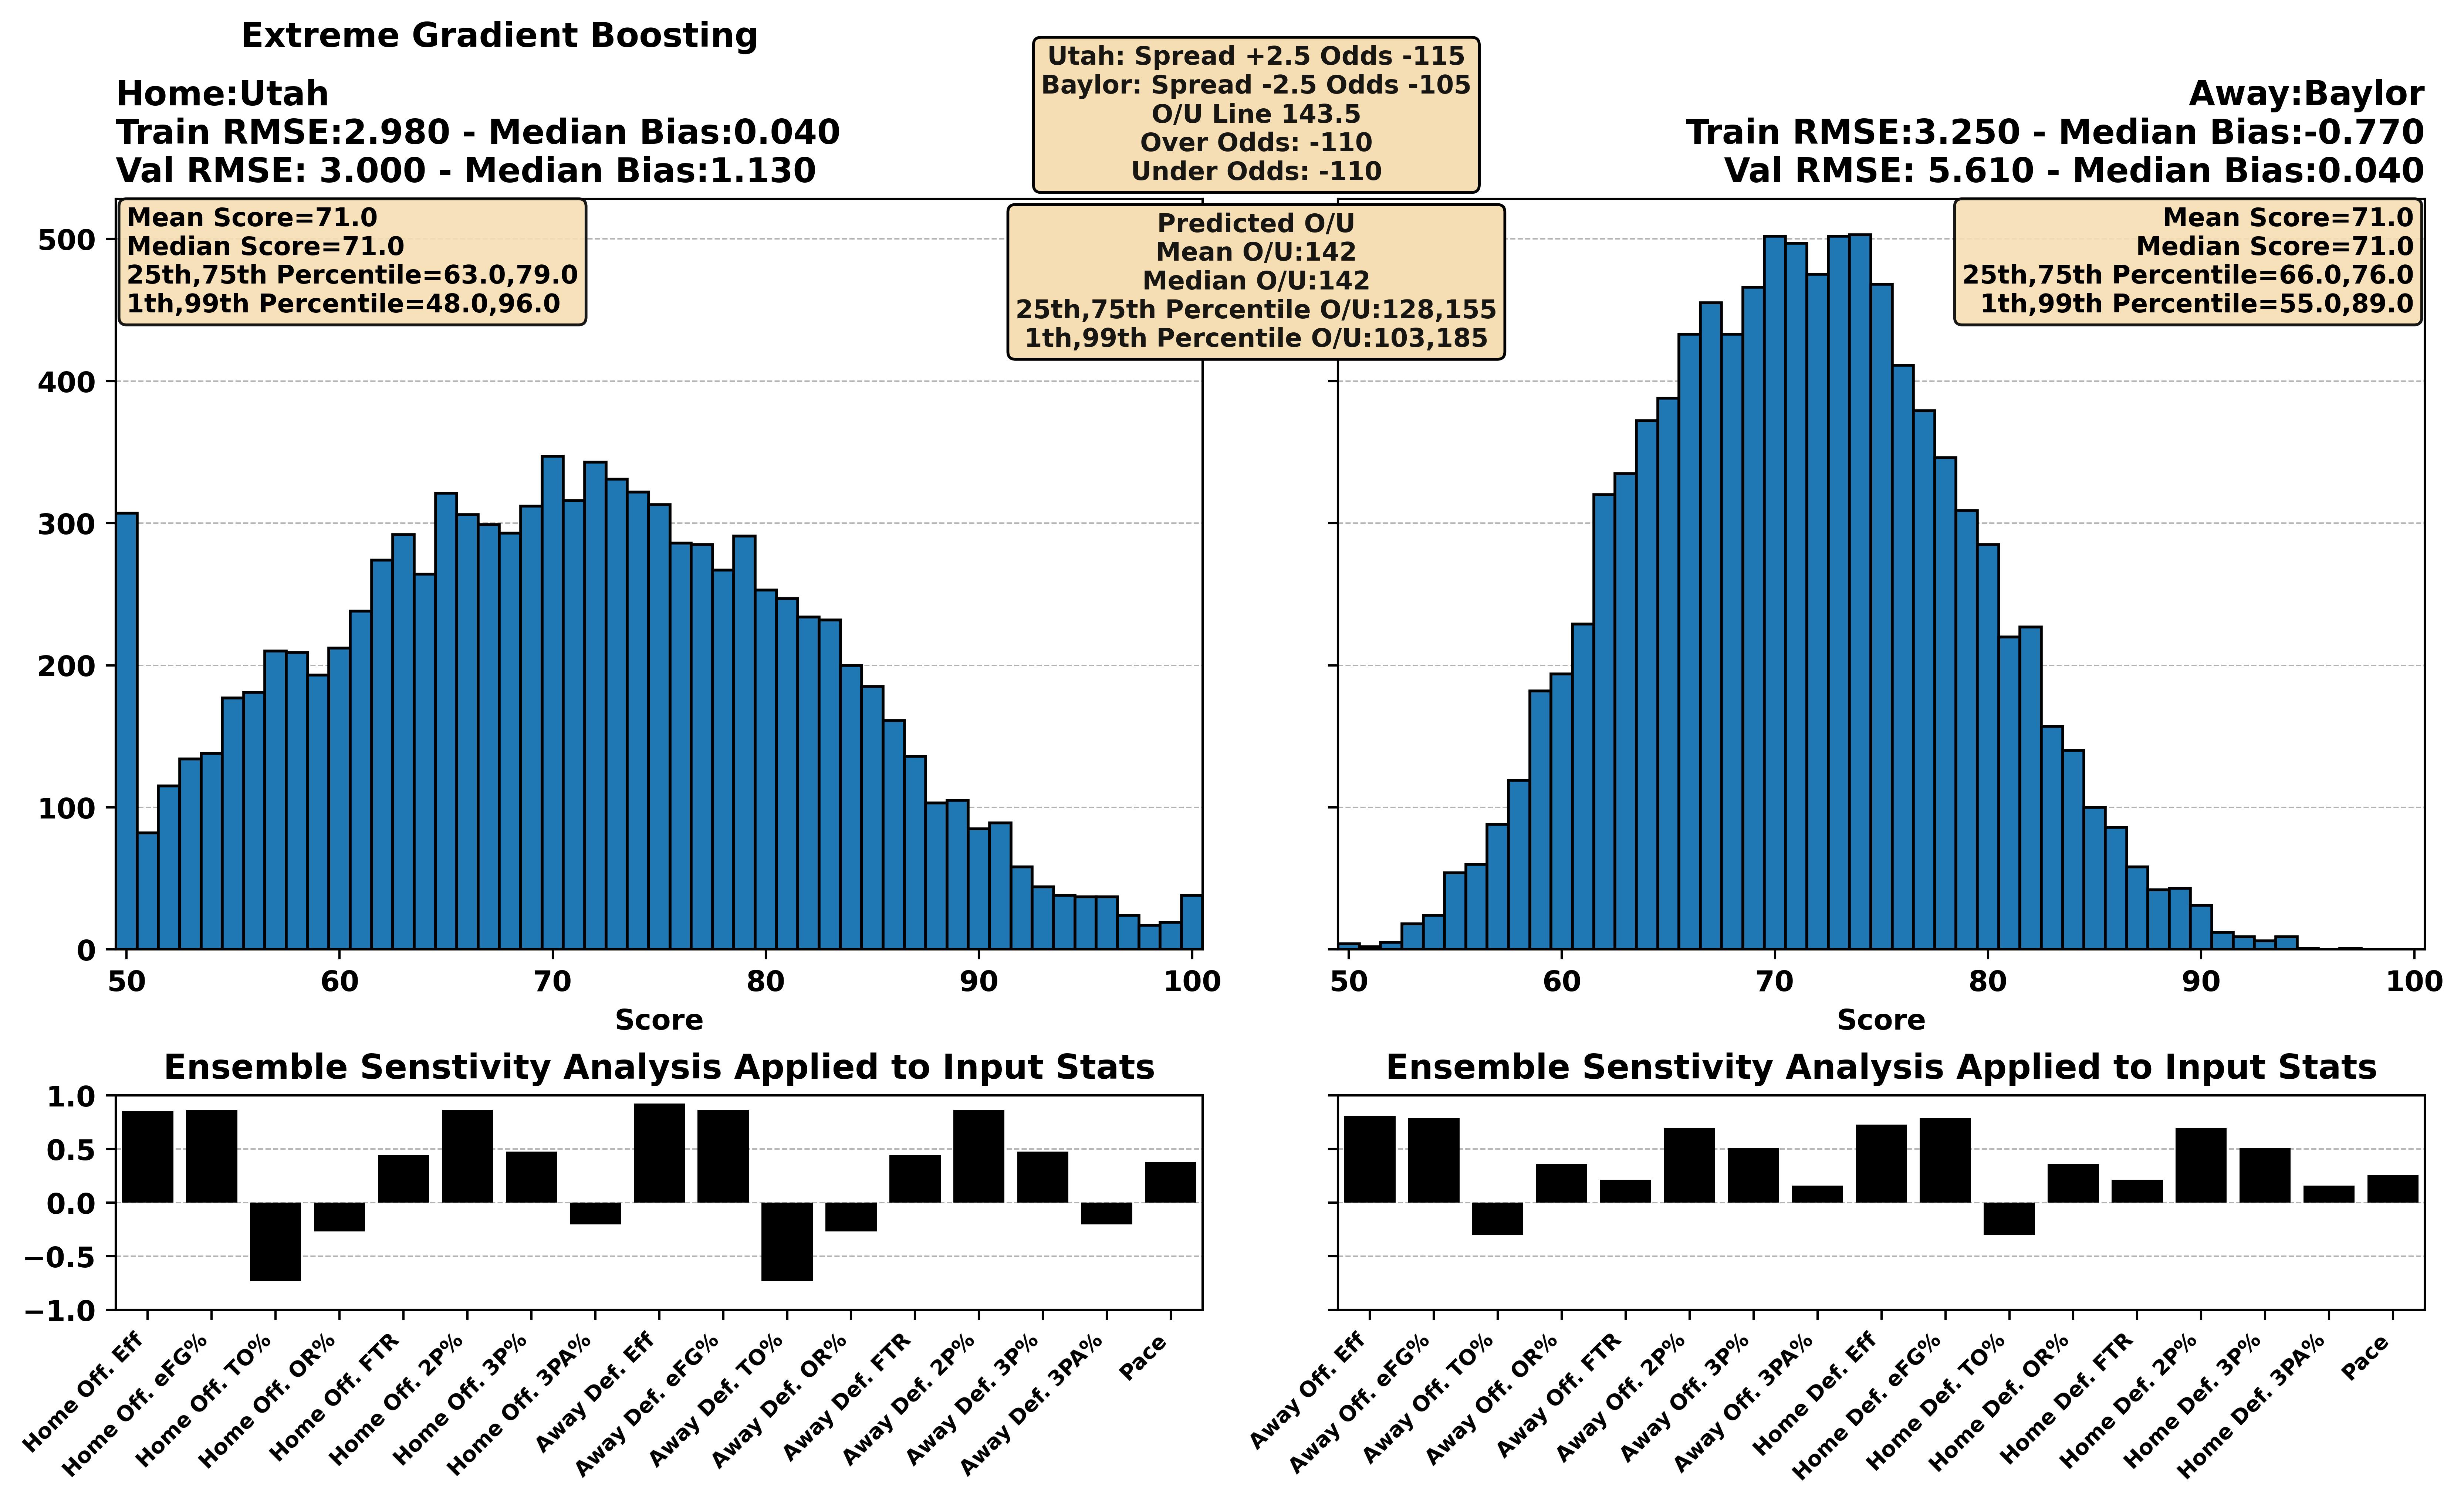 Extreme Gradient Boosting
Home:Utah
Train RMSE:2.980 - Median Bias:0.040
Val RMSE: 3.000 - Median Bias:1.130
Utah: Spread +2.5 Odds -115
Baylor: Spread -2.5 Odds -105
O/U Line 143.5
Over Odds: -110
Under Odds: -110
Away:Baylor
Train RMSE:3.250 - Median Bias:-0.770
Val RMSE: 5.610 - Median Bias:0.040
Mean Score=71.0
Median Score=71.0
25th,75th Percentile=63.0,79.0
1th,99th Percentile=48.0,96.0
Predicted O/U
Mean O/U:142
Median O/U:142
25th,75th Percentile O/U:128,155
1th,99th Percentile O/U:103,185
Mean Score=71.0
Median Score=71.0
25th,75th Percentile=66.0,76.0
1th,99th Percentile=55.0,89.0
500
400
300
200
100
0
50 60 70 80 90 100
Score
50 60 70 80 90 100
Score
Ensemble Senstivity Analysis Applied to Input Stats
1.0
0.5
0.0
−0.5
−1.0
Home Off. Eff
Home Off. eFG%
Home Off. TO%
Home Off. OR%
Home Off. FTR
Home Off. 2P%
Home Off. 3P%
Home Off. 3PA%
Away Def. Eff
Away Def. eFG%
Away Def. TO%
Away Def. OR%
Away Def. FTR
Away Def. 2P%
Away Def. 3P%
Away Def. 3PA%
Pace
Ensemble Senstivity Analysis Applied to Input Stats
Away Off. Eff
Away Off. eFG%
Away Off. TO%
Away Off. OR%
Away Off. FTR
Away Off. 2P%
Away Off. 3P%
Away Off. 3PA%
Home Def. Eff
Home Def. eFG%
Home Def. TO%
Home Def. OR%
Home Def. FTR
Home Def. 2P%
Home Def. 3P%
Home Def. 3PA%
Pace